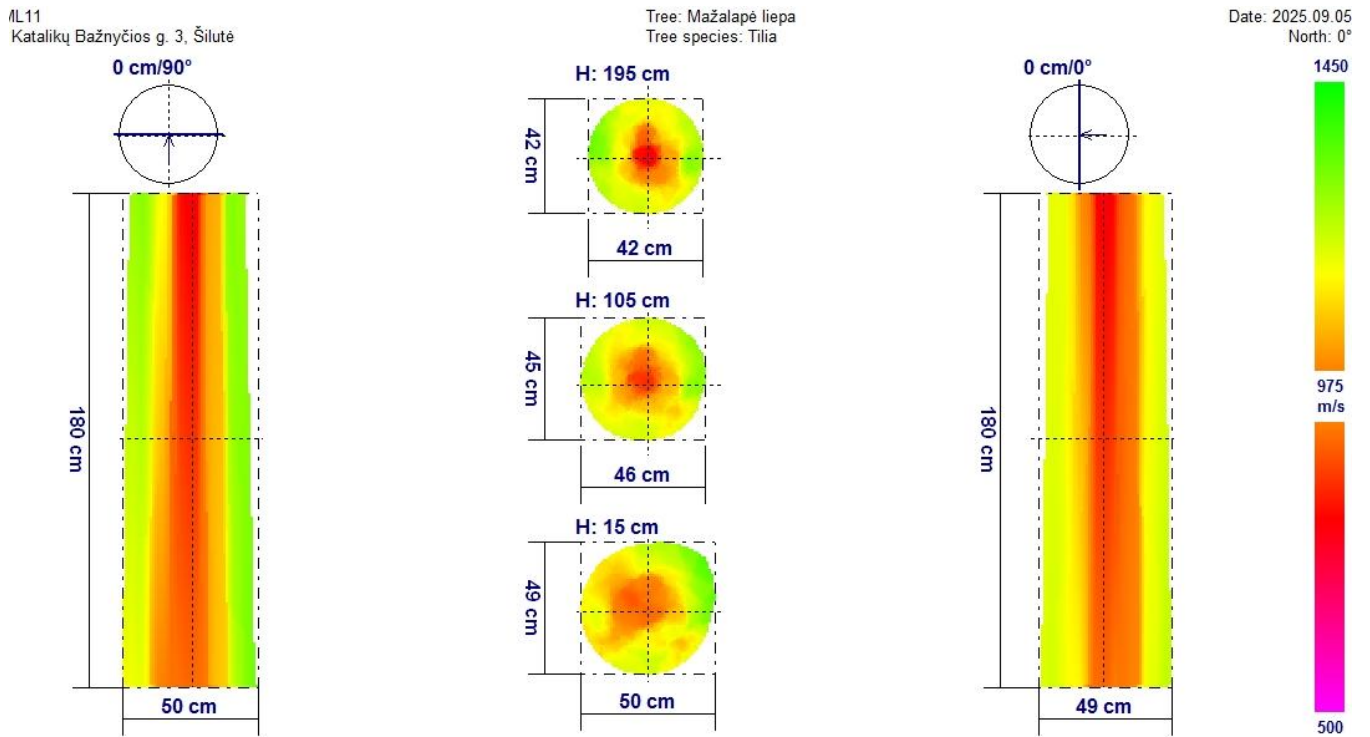 ML11
Katalikų Bažnyčios g. 3, Šilutė
Tree: Mažalapė liepa
Tree species: Tilia
Date: 2025.09.05
North: 0°
0 cm/90°
180 cm
50 cm
H: 195 cm
42 cm
42 cm
H: 105 cm
45 cm
46 cm
H: 15 cm
49 cm
50 cm
0 cm/0°
180 cm
49 cm
1450
975
m/s
500